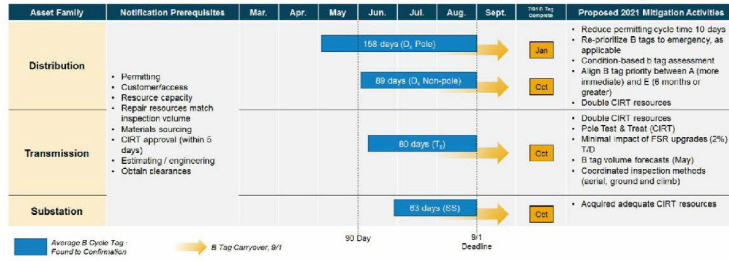 Asset Family
Notification Prerequisites
Mar.
Apr.
May
Jun.
Jul.
Aug.
Sept.
B Tag
Complete
Proposed 2021 Mitigation Activities
Distribution
• Permitting
• Customer/access
• Resource capacity
• Repair resources match
inspection volume
• Materials sourcing
• CIRT approval (within 5
days)
• Estimating / engineering
• Obtain clearances
158 days (Dx Pole)
Jan
89 days (Dx Non-pole)
Oct
• Reduce permitting cycle time 10 days
• Re-prioritize B tags to emergency, as
applicable
• Condition-based b tag assessment
• Align B tag priority between A (more
immediate) and E (6 months or
greater)
• Double CIRT resources
Transmission
80 days (Tx)
Oct
• Double CIRT resources
• Pole Test & Treat (CIRT)
• Minimal impact of FSR upgrades (2%)
T/D
• B tag volume forecasts (May)
• Coordinated inspection methods
(aerial, ground and climb)
Substation
63 days (SS)
Oct
• Acquired adequate CIRT resources
Average B Cycle Tag -
Found to Confirmation
B Tag Carryover, 9/1
90 Day
9/1
Deadline